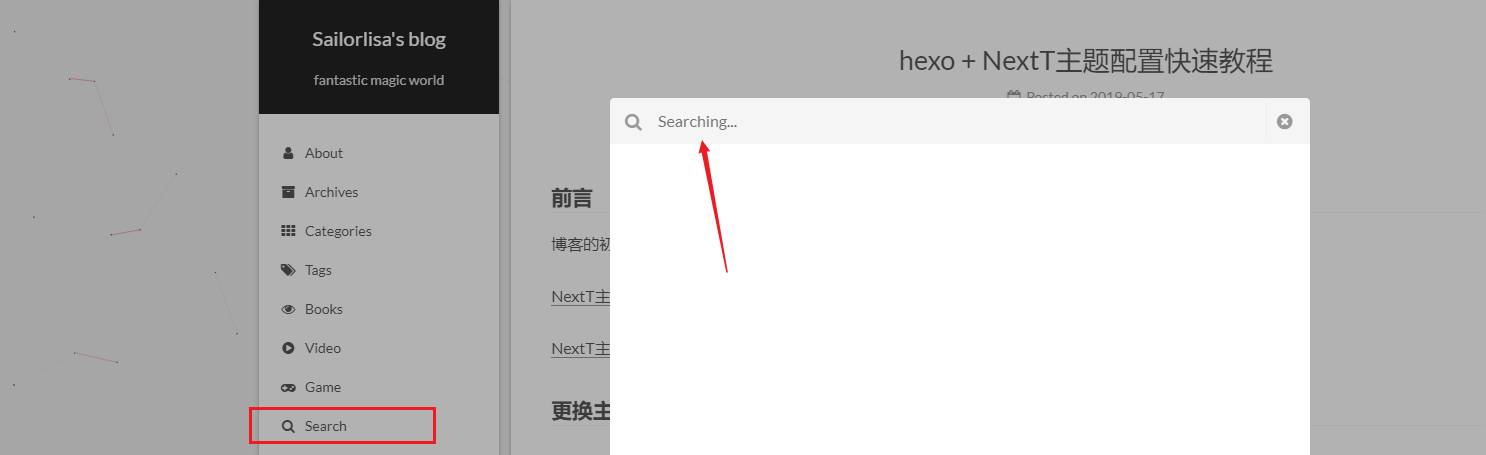 Sailorlisa's blog
fantastic magic world
About
Archives
Categories
Tags
Books
Video
Game
Search
hexo + NextT主题配置快速教程
Posted on 2019-05-17
Searching...
前言
博客的初
NextT主
NextT主
更换主